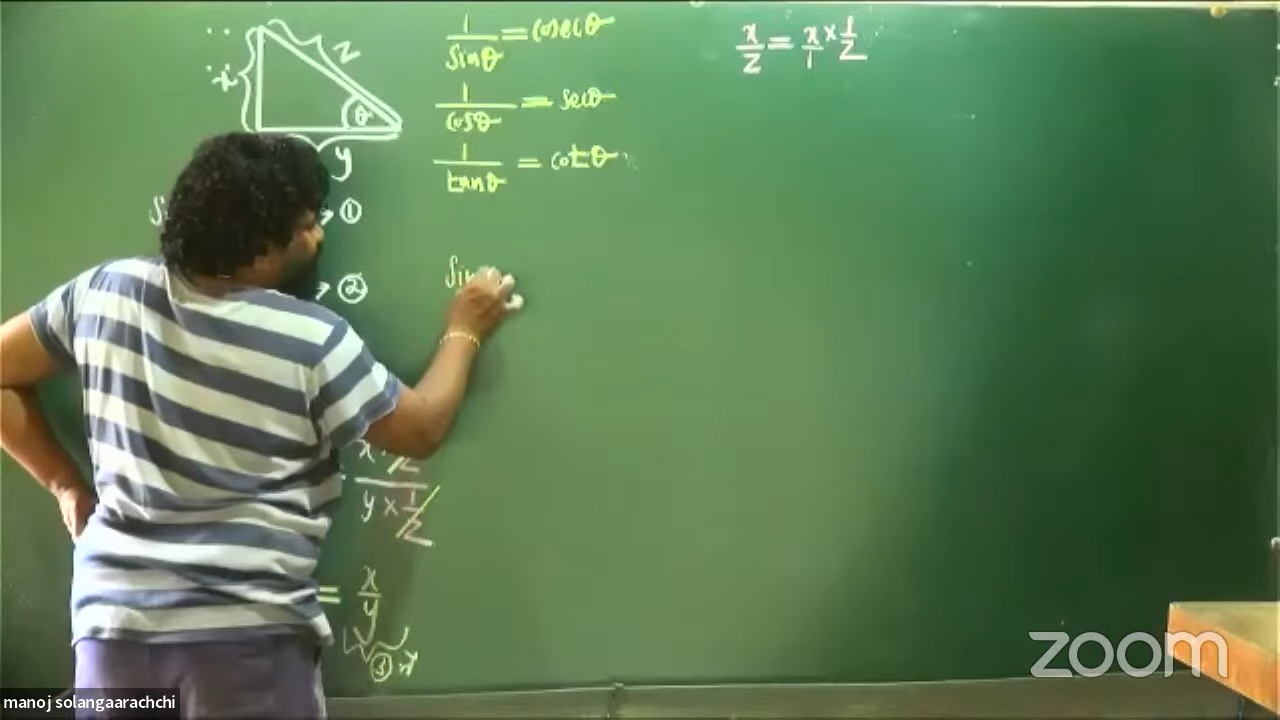 x
z
y
θ
S
→ ①
→ ②
y × 1/2
= x/y
③
1/Sinθ = cosecθ
1/cosθ = secθ
1/tanθ = cotθ
Sin
x/z = x/1 × 1/z
zoom
manoj solangaarachchi